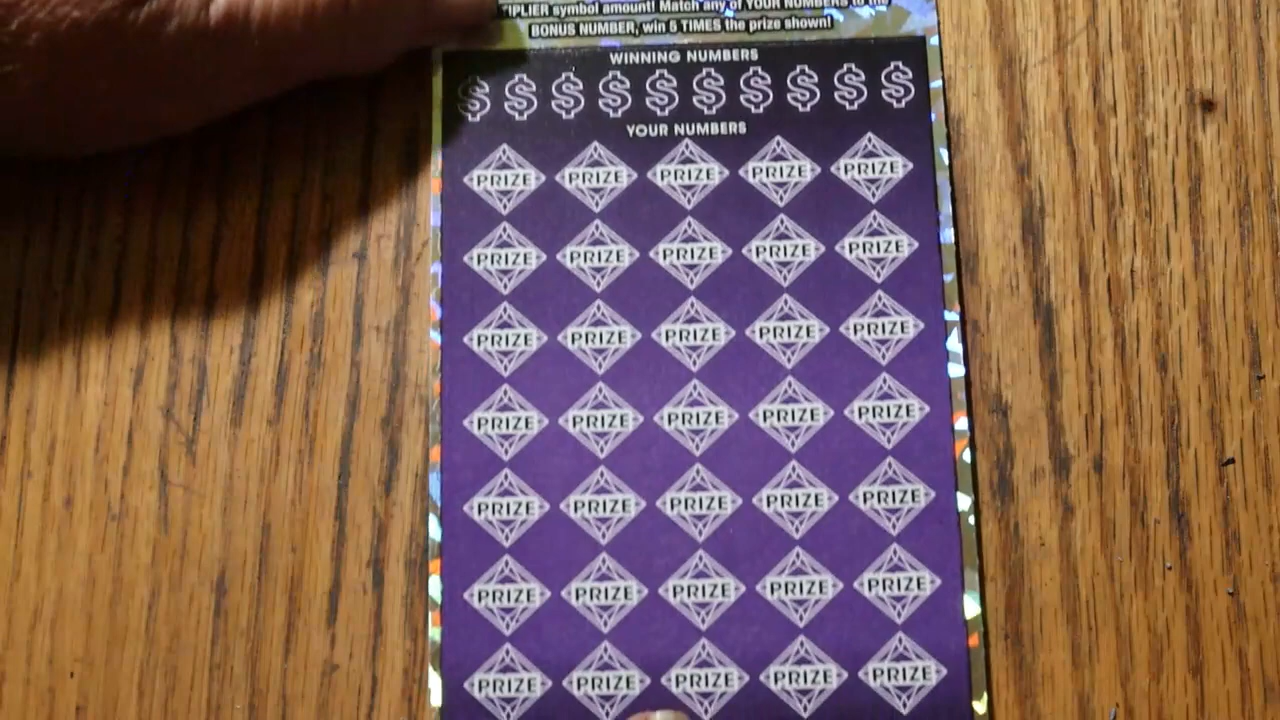 IPLIER symbol amount! Match any of YOUR NUMBERS to the
BONUS NUMBER, win 5 TIMES the prize shown!
WINNING NUMBERS
$ $ $ $ $ $ $ $ $ $
YOUR NUMBERS
PRIZE PRIZE PRIZE PRIZE PRIZE
PRIZE PRIZE PRIZE PRIZE PRIZE
PRIZE PRIZE PRIZE PRIZE PRIZE
PRIZE PRIZE PRIZE PRIZE PRIZE
PRIZE PRIZE PRIZE PRIZE PRIZE
PRIZE PRIZE PRIZE PRIZE PRIZE
PRIZE PRIZE PRIZE PRIZE PRIZE